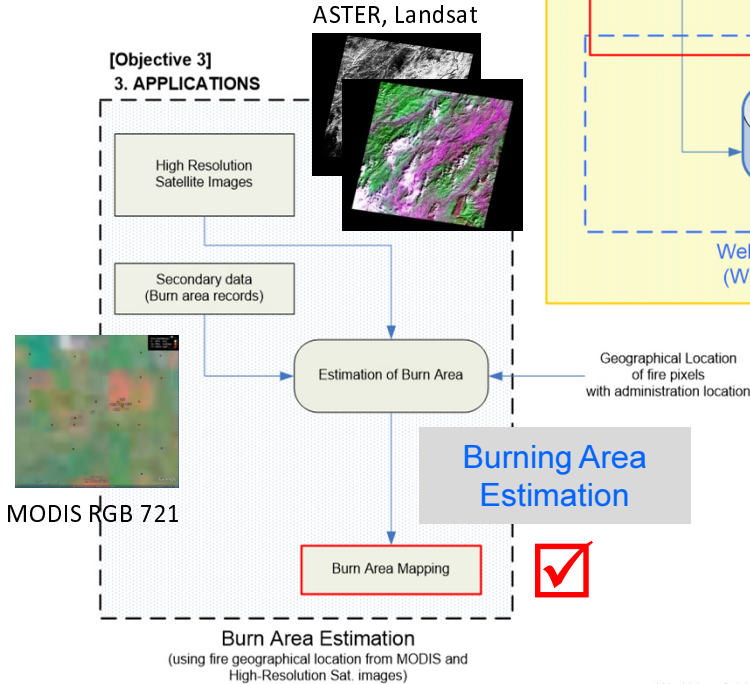 ASTER, Landsat
[Objective 3]
3. APPLICATIONS
High Resolution
Satellite Images
Wel
(W
Secondary data
(Burn area records)
Estimation of Burn Area
Geographical Location
of fire pixels
with administration location
Burning Area
Estimation
MODIS RGB 721
Burn Area Mapping
Burn Area Estimation
(using fire geographical location from MODIS and
High-Resolution Sat. images)